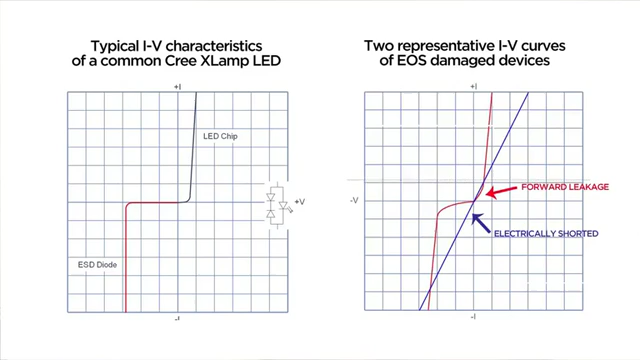 Typical I-V characteristics
of a common Cree XLamp LED
+I
LED Chip
+V
ESD Diode
-I
Two representative I-V curves
of EOS damaged devices
+I
-V
FORWARD LEAKAGE
ELECTRICALLY SHORTED
-I